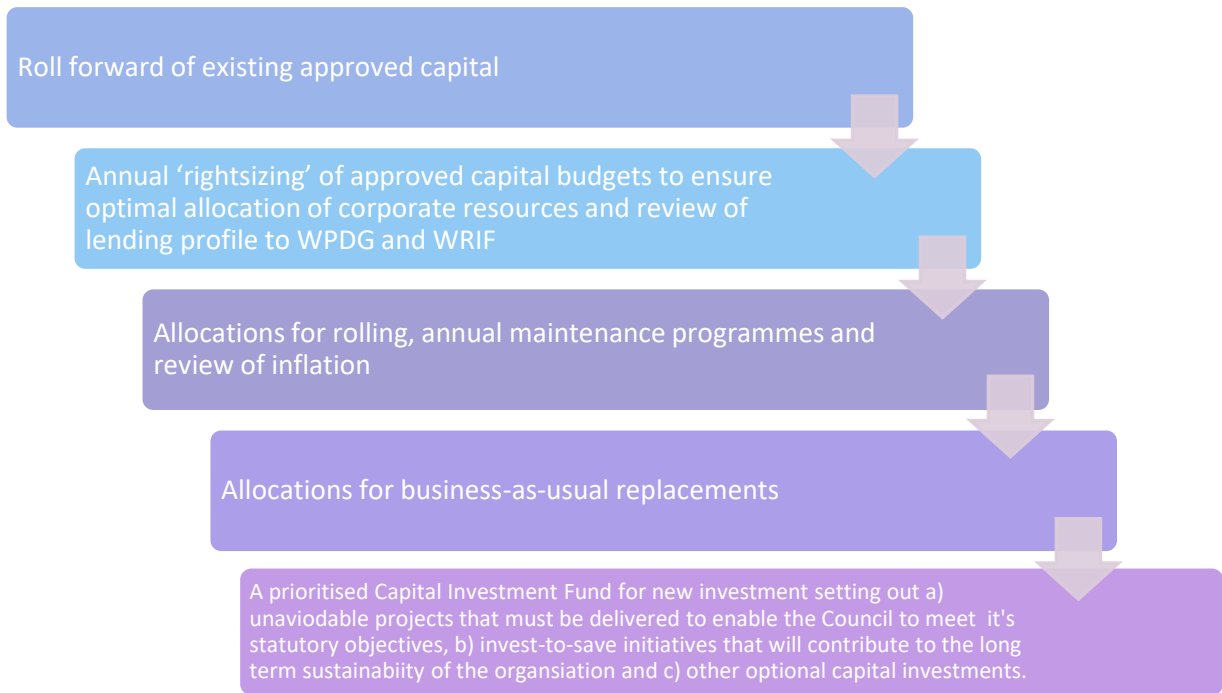 Roll forward of existing approved capital
Annual ‘rightsizing’ of approved capital budgets to ensure
optimal allocation of corporate resources and review of
lending profile to WPDG and WRIF
Allocations for rolling, annual maintenance programmes and
review of inflation
Allocations for business-as-usual replacements
A prioritised Capital Investment Fund for new investment setting out a)
unaviodable projects that must be delivered to enable the Council to meet  it's
statutory objectives, b) invest-to-save initiatives that will contribute to the long
term sustainabiity of the organsiation and c) other optional capital investments.